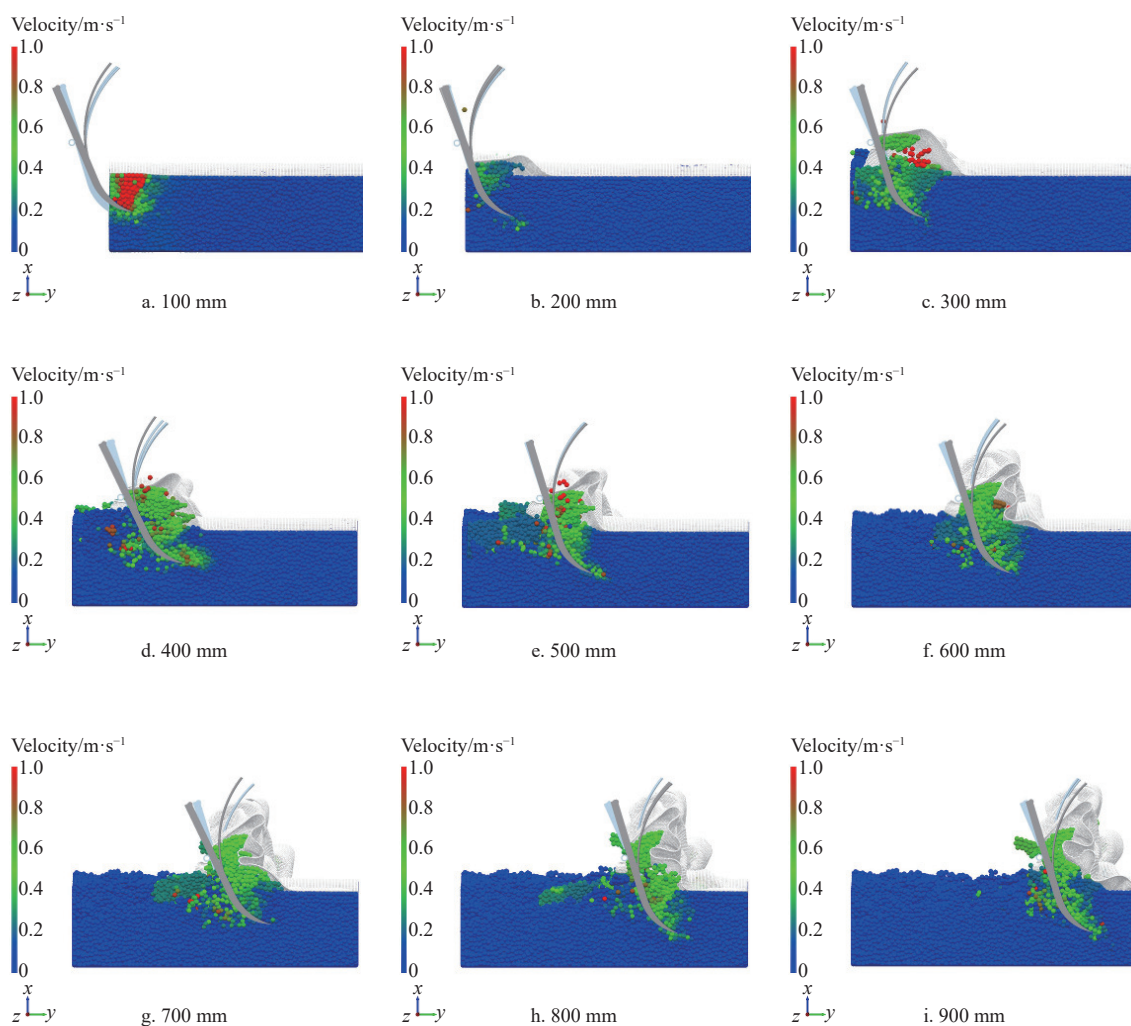 Velocity/m·s⁻¹ Velocity/m·s⁻¹ Velocity/m·s⁻¹
1.0 1.0 1.0
0.8 0.8 0.8
0.6 0.6 0.6
0.4 0.4 0.4
0.2 0.2 0.2
0 0 0
x x x
z y z y z y
a. 100 mm b. 200 mm c. 300 mm
Velocity/m·s⁻¹ Velocity/m·s⁻¹ Velocity/m·s⁻¹
1.0 1.0 1.0
0.8 0.8 0.8
0.6 0.6 0.6
0.4 0.4 0.4
0.2 0.2 0.2
0 0 0
x x x
z y z y z y
d. 400 mm e. 500 mm f. 600 mm
Velocity/m·s⁻¹ Velocity/m·s⁻¹ Velocity/m·s⁻¹
1.0 1.0 1.0
0.8 0.8 0.8
0.6 0.6 0.6
0.4 0.4 0.4
0.2 0.2 0.2
0 0 0
x x x
z y z y z y
g. 700 mm h. 800 mm i. 900 mm